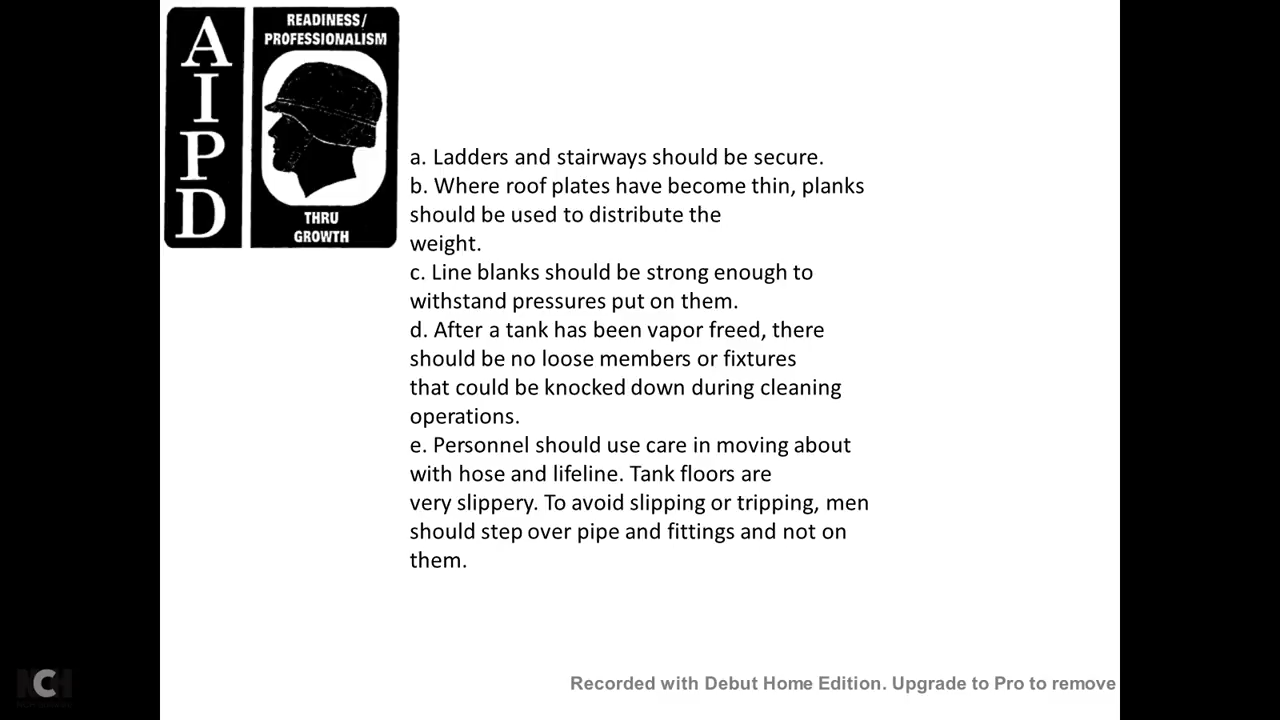 A
I
P
D
READINESS/
PROFESSIONALISM
THRU
GROWTH
a. Ladders and stairways should be secure.
b. Where roof plates have become thin, planks
should be used to distribute the
weight.
c. Line blanks should be strong enough to
withstand pressures put on them.
d. After a tank has been vapor freed, there
should be no loose members or fixtures
that could be knocked down during cleaning
operations.
e. Personnel should use care in moving about
with hose and lifeline. Tank floors are
very slippery. To avoid slipping or tripping, men
should step over pipe and fittings and not on
them.
Recorded with Debut Home Edition. Upgrade to Pro to remove